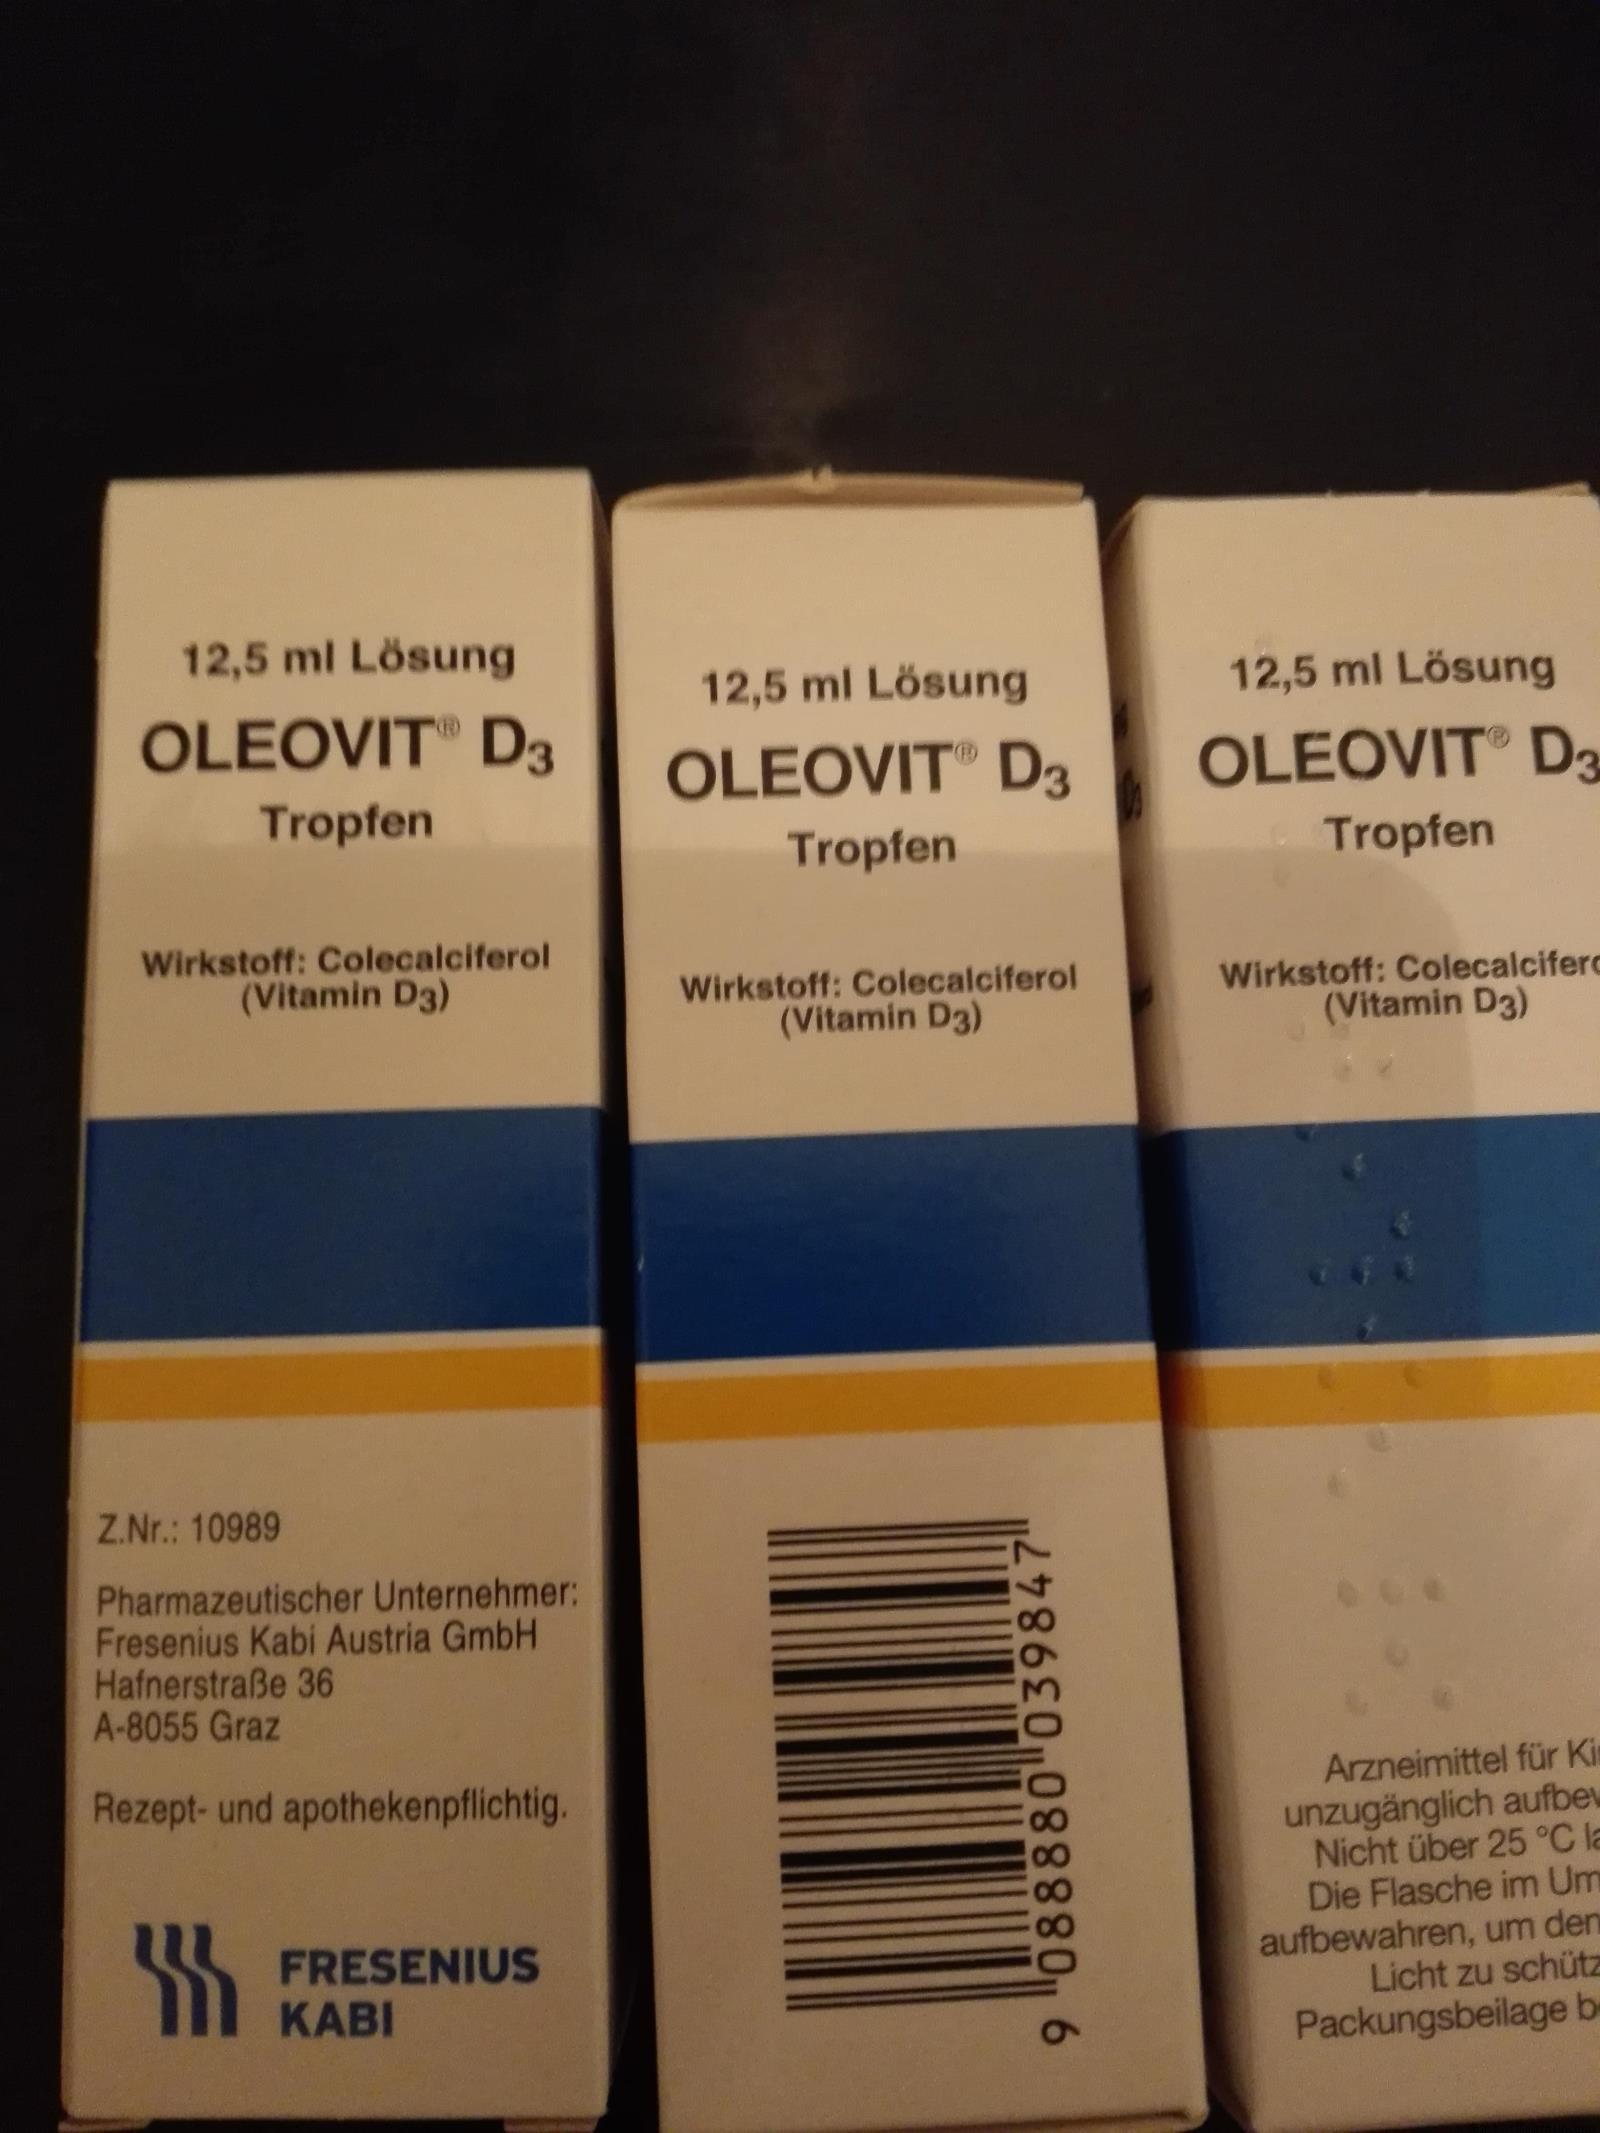 12,5 ml Lösung
OLEOVIT® D3
Tropfen
Wirkstoff: Colecalciferol
(Vitamin D3)
Z.Nr.: 10989
Pharmazeutischer Unternehmer:
Fresenius Kabi Austria GmbH
Hafnerstraße 36
A-8055 Graz
Rezept- und apothekenpflichtig.
FRESENIUS
KABI
12,5 ml Lösung
OLEOVIT® D3
Tropfen
Wirkstoff: Colecalciferol
(Vitamin D3)
9 088880 039847
12,5 ml Lösung
OLEOVIT® D3
Tropfen
Wirkstoff: Colecalcifero
(Vitamin D3)
Arzneimittel für
unzugänglich
Nicht über 25 °C
Die Flasche im
aufbewahren, um den
Licht zu
Packungsbeilage